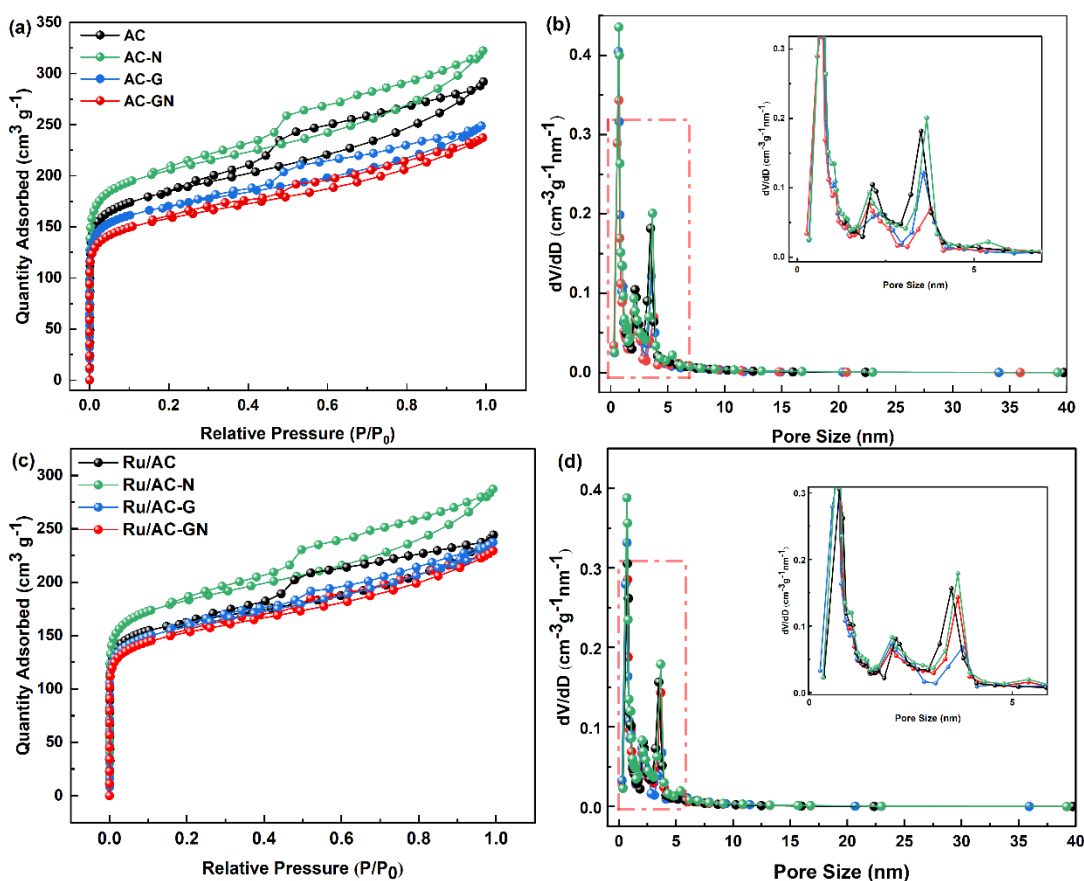 (a)
AC
AC-N
AC-G
AC-GN
Quantity Adsorbed (cm³ g⁻¹)
350
300
250
200
150
100
50
0
0.0 0.2 0.4 0.6 0.8 1.0
Relative Pressure (P/P₀)
(b)
dV/dD (cm⁻³g⁻¹nm⁻¹)
0.4
0.3
0.2
0.1
0.0
0 5 10 15 20 25 30 35 40
Pore Size (nm)
dV/dD (cm⁻³g⁻¹nm⁻¹)
0.3
0.2
0.1
0.0
0 5
Pore Size (nm)
(c)
Ru/AC
Ru/AC-N
Ru/AC-G
Ru/AC-GN
Quantity Adsorbed (cm³ g⁻¹)
300
250
200
150
100
50
0
0.0 0.2 0.4 0.6 0.8 1.0
Relative Pressure (P/P₀)
(d)
dV/dD (cm⁻³g⁻¹nm⁻¹)
0.4
0.3
0.2
0.1
0.0
0 5 10 15 20 25 30 35 40
Pore Size (nm)
dV/dD (cm⁻³g⁻¹nm⁻¹)
0.3
0.2
0.1
0.0
0 5
Pore Size (nm)